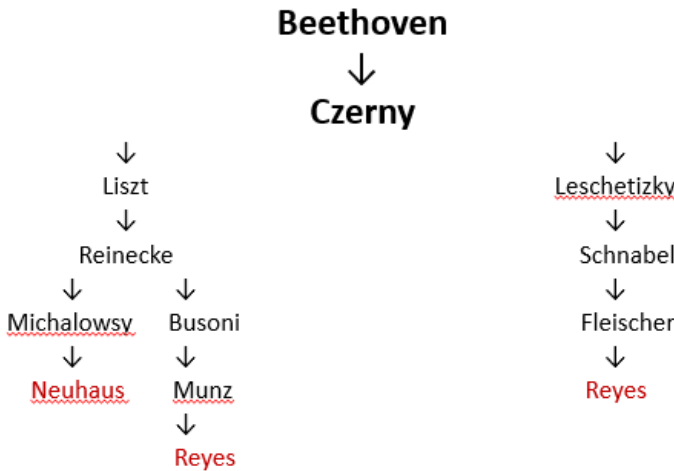 Beethoven
↓
Czerny
↓ ↓
Liszt Leschetizky
↓ ↓
Reinecke Schnabel
↓ ↓ ↓
Michalowsy Busoni Fleischer
↓ ↓ ↓
Neuhaus Munz Reyes
↓
Reyes